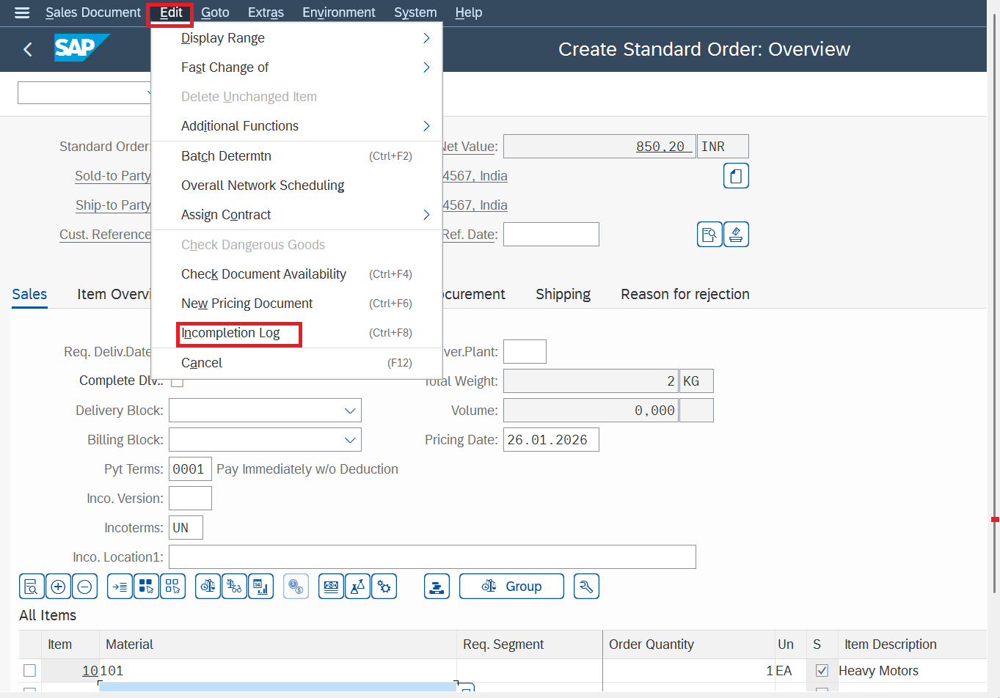 Sales Document Edit Goto Extras Environment System Help
SAP Create Standard Order: Overview
Display Range
Fast Change of
Delete Unchanged Item
Additional Functions
Batch Determtn (Ctrl+F2)
Overall Network Scheduling
Assign Contract
Check Dangerous Goods
Check Document Availability (Ctrl+F4)
New Pricing Document (Ctrl+F6)
Incompletion Log (Ctrl+F8)
Cancel (F12)
Standard Order: Net Value: 850,20 INR
Sold-to Party 4567, India
Ship-to Party 4567, India
Cust. Reference Ref. Date:
Sales Item Overvi ocurement Shipping Reason for rejection
Req. Deliv.Date ver.Plant:
Complete Dlv.: Total Weight: 2 KG
Delivery Block: Volume: 0,000
Billing Block: Pricing Date: 26.01.2026
Pyt Terms: 0001 Pay Immediately w/o Deduction
Inco. Version:
Incoterms: UN
Inco. Location1:
Group
All Items
Item Material Req. Segment Order Quantity Un S Item Description
10 101 1 EA Heavy Motors